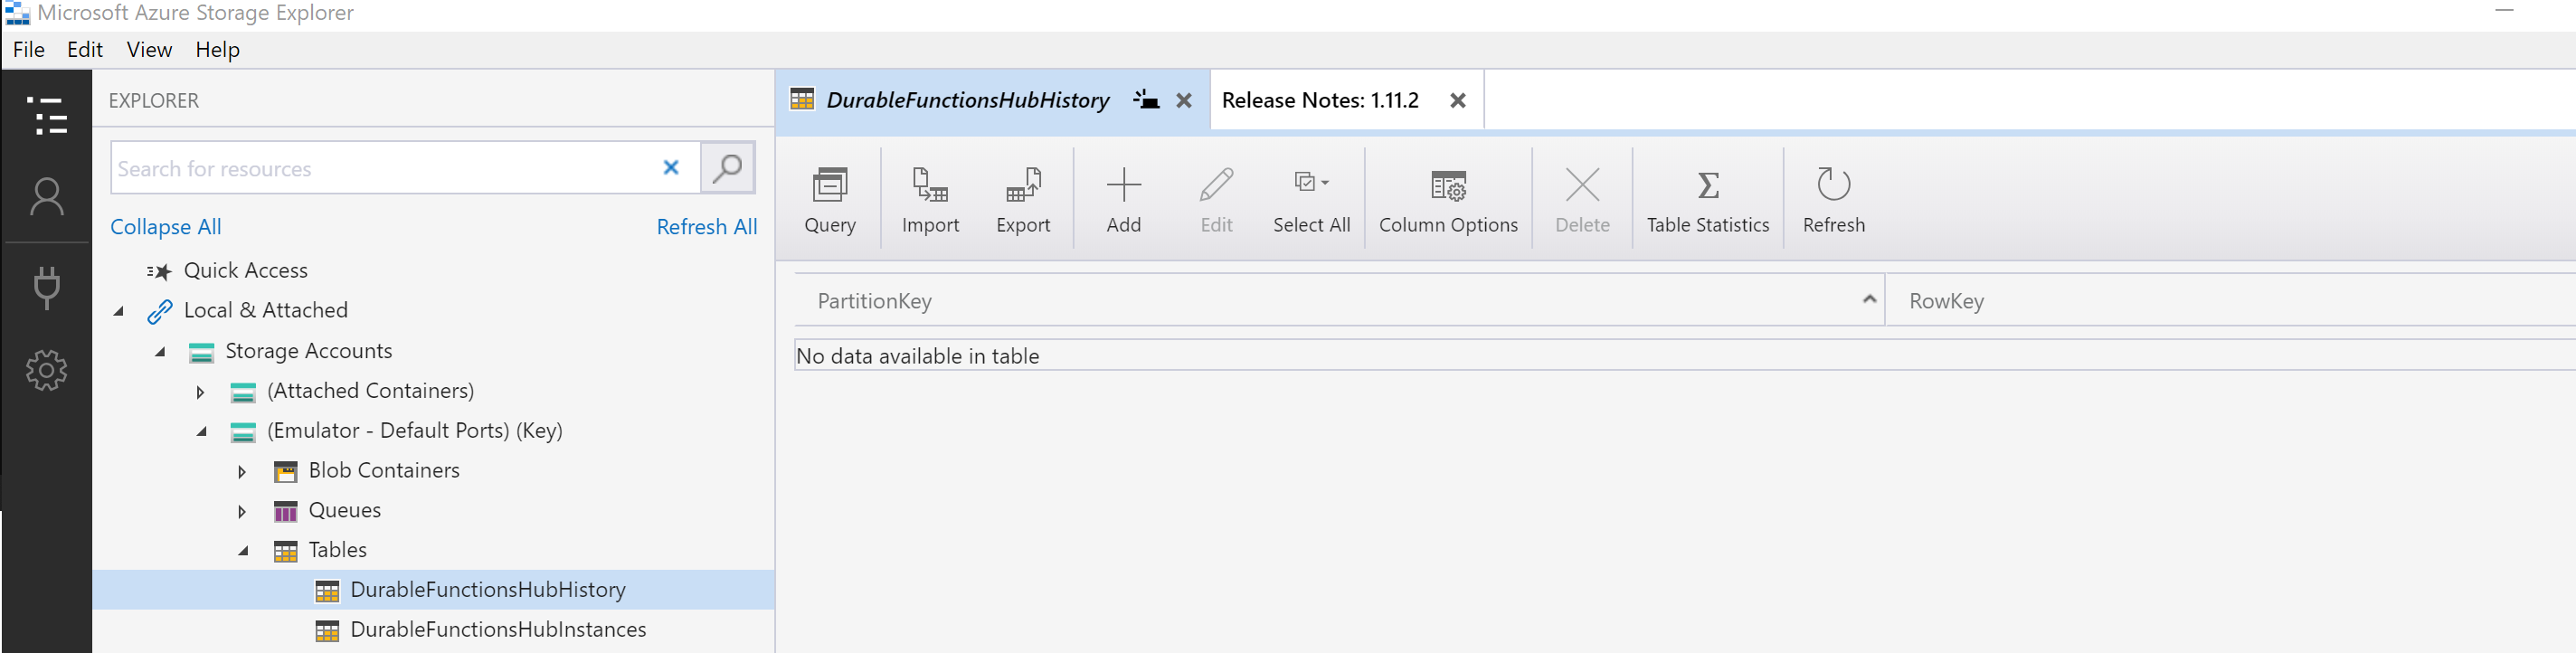 Microsoft Azure Storage Explorer
File Edit View Help
EXPLORER
Search for resources
Collapse All Refresh All
Quick Access
Local & Attached
Storage Accounts
(Attached Containers)
(Emulator - Default Ports) (Key)
Blob Containers
Queues
Tables
DurableFunctionsHubHistory
DurableFunctionsHubInstances
DurableFunctionsHubHistory Release Notes: 1.11.2
Query Import Export Add Edit Select All Column Options Delete Table Statistics Refresh
PartitionKey RowKey
No data available in table